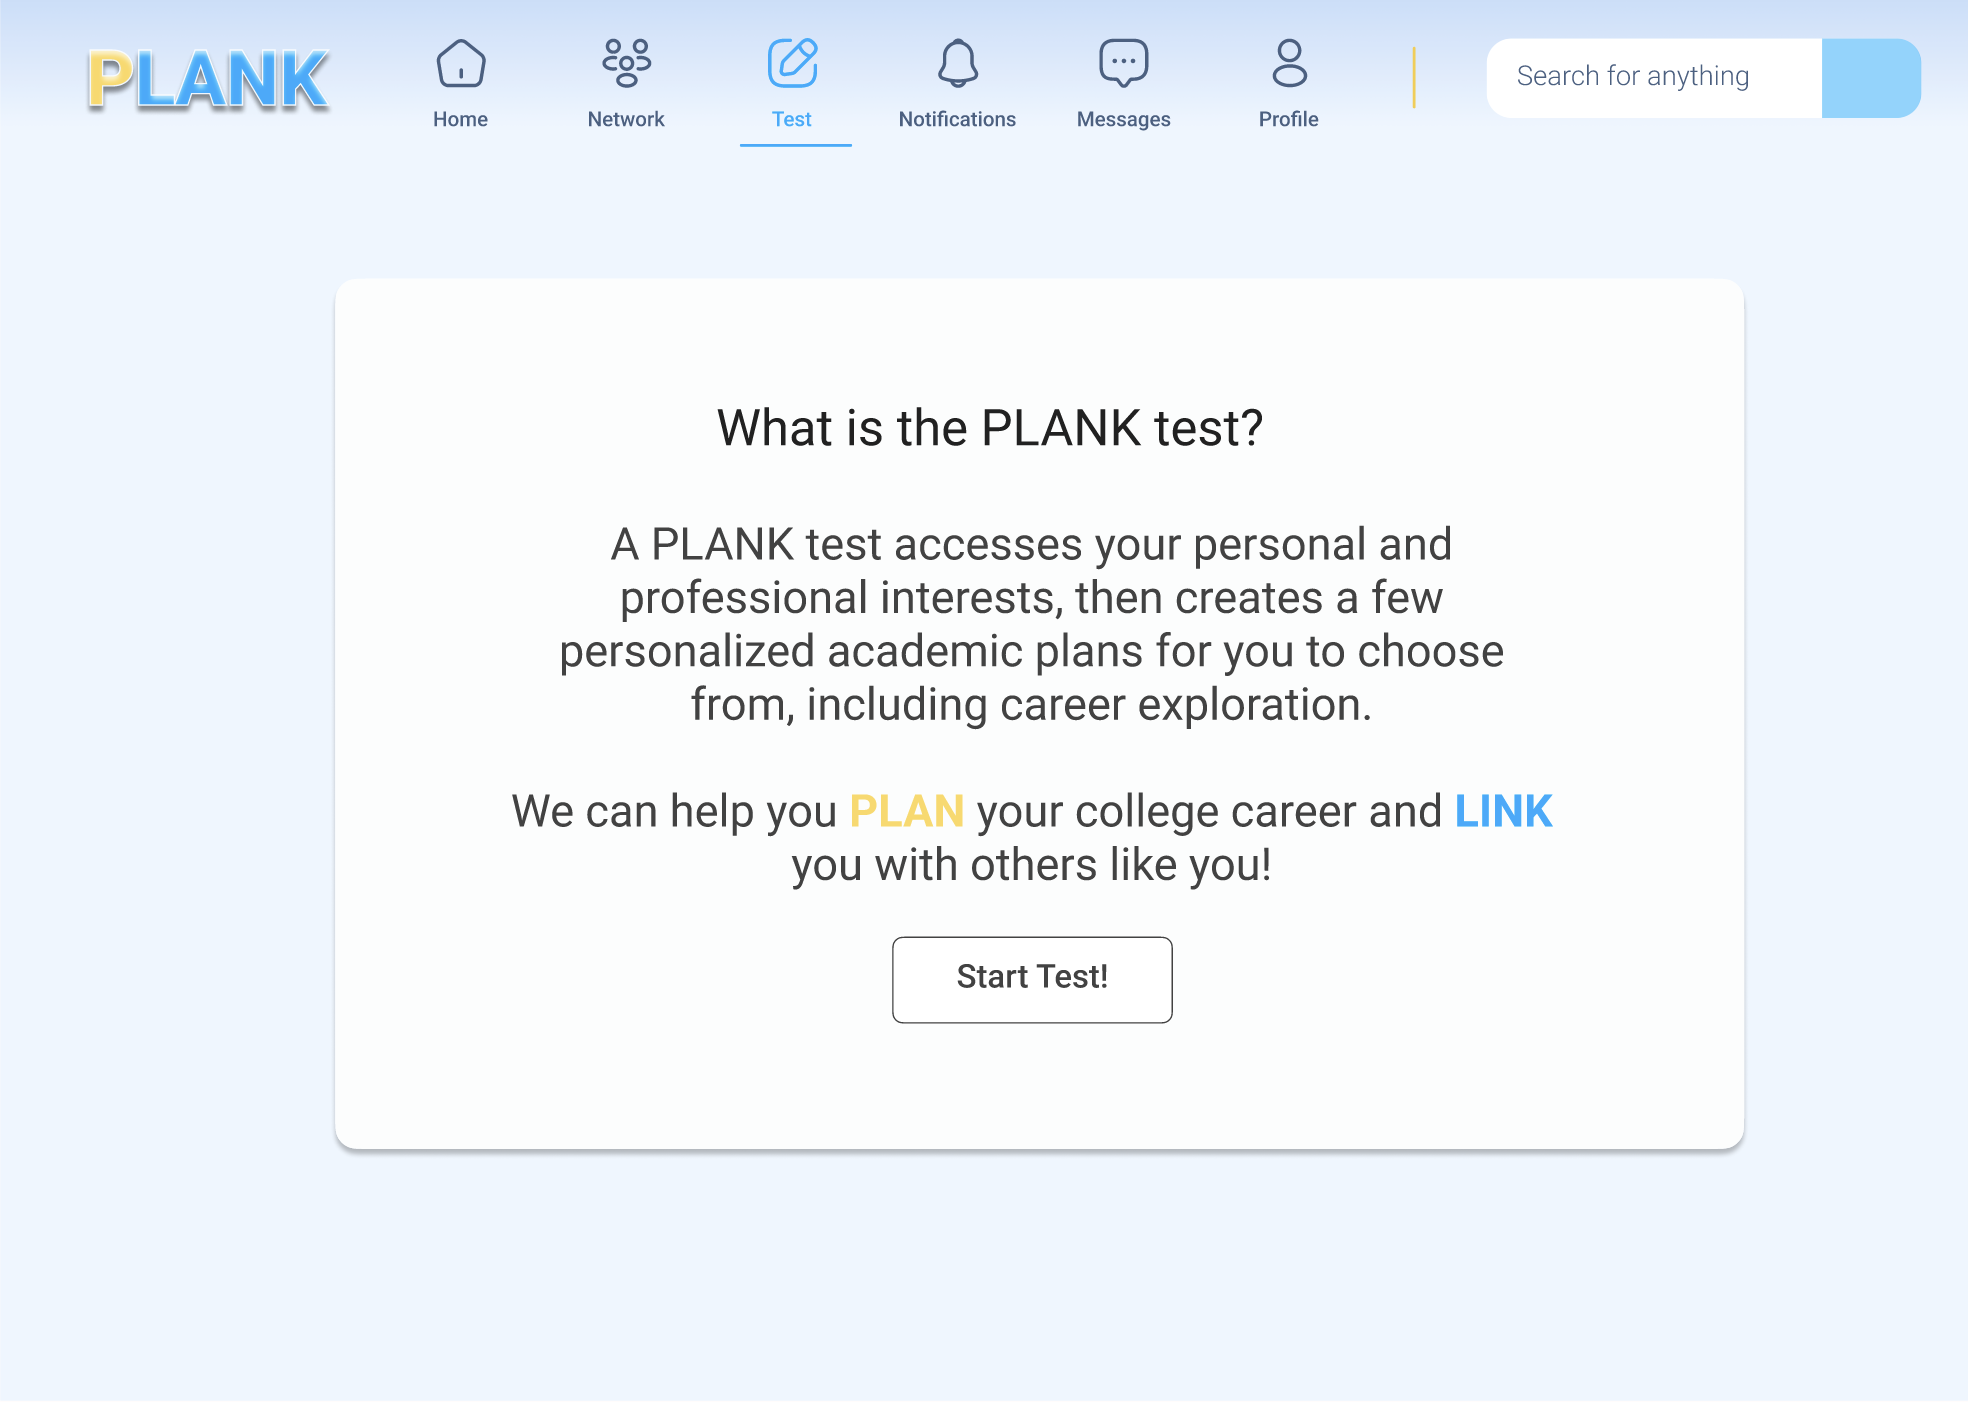 PLANK
Home
Network
Test
Notifications
Messages
Profile
Search for anything
What is the PLANK test?
A PLANK test accesses your personal and
professional interests, then creates a few
personalized academic plans for you to choose
from, including career exploration.
We can help you PLAN your college career and LINK
you with others like you!
Start Test!